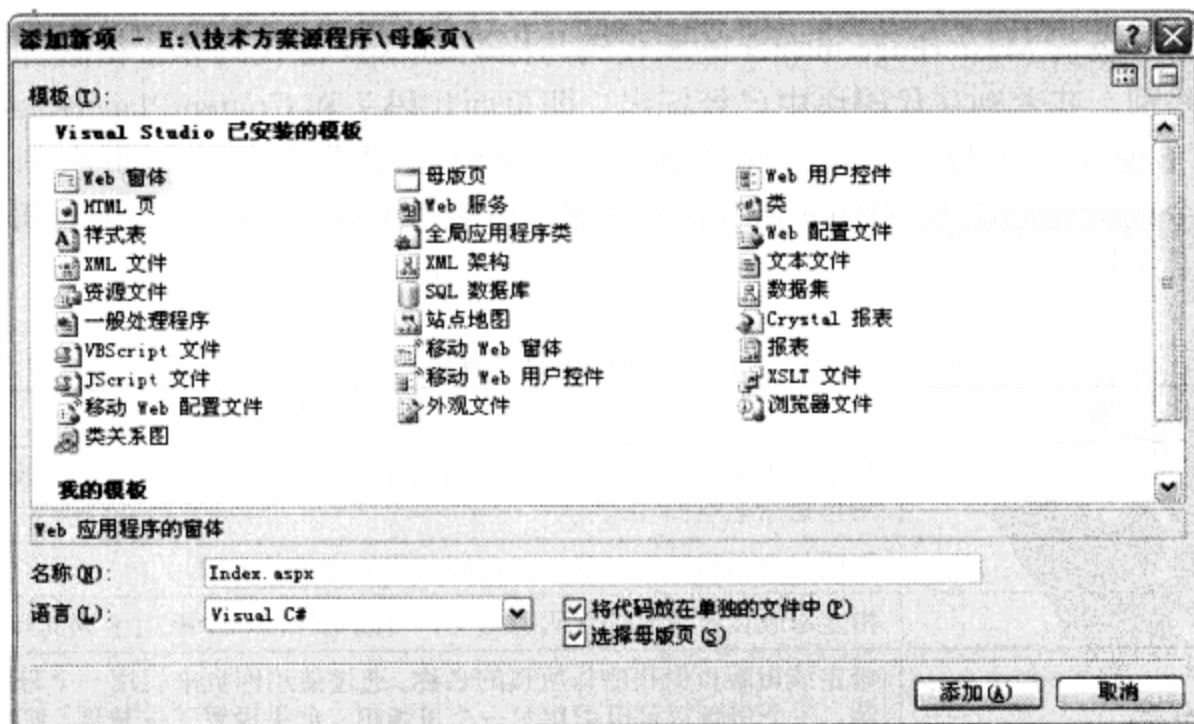 添加新项 - E:\技术方案源程序\母版页\
模板(T):
Visual Studio 已安装的模板
Web 窗体
母版页
Web 用户控件
HTML 页
Web 服务
类
样式表
全局应用程序类
Web 配置文件
XML 文件
XML 架构
文本文件
资源文件
SQL 数据库
数据集
一般处理程序
站点地图
Crystal 报表
VBScript 文件
移动 Web 窗体
报表
JScript 文件
移动 Web 用户控件
XSLT 文件
移动 Web 配置文件
外观文件
浏览器文件
类关系图
我的模板
Web 应用程序的窗体
名称(N): Index.aspx
语言(L): Visual C#
将代码放在单独的文件中(P)
选择母版页(S)
添加(A)
取消